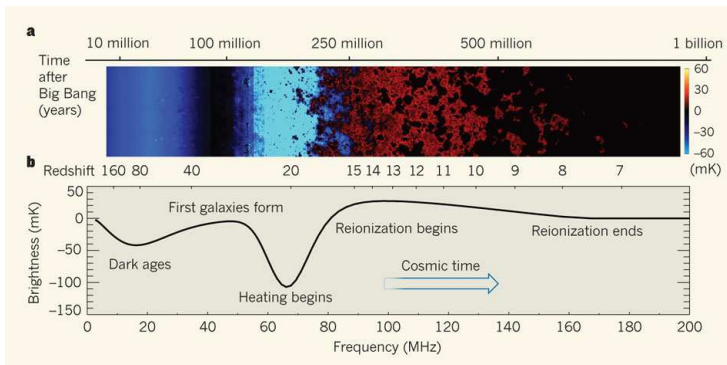 a
10 million 100 million 250 million 500 million 1 billion
Time
after
Big Bang
(years)
60
30
0
−30
−60
(mK)
b
Redshift 160 80 40 20 15 14 13 12 11 10 9 8 7
Brightness (mK)
50
0
−50
−100
−150
First galaxies form
Dark ages
Heating begins
Reionization begins
Reionization ends
Cosmic time
0 20 40 60 80 100 120 140 160 180 200
Frequency (MHz)